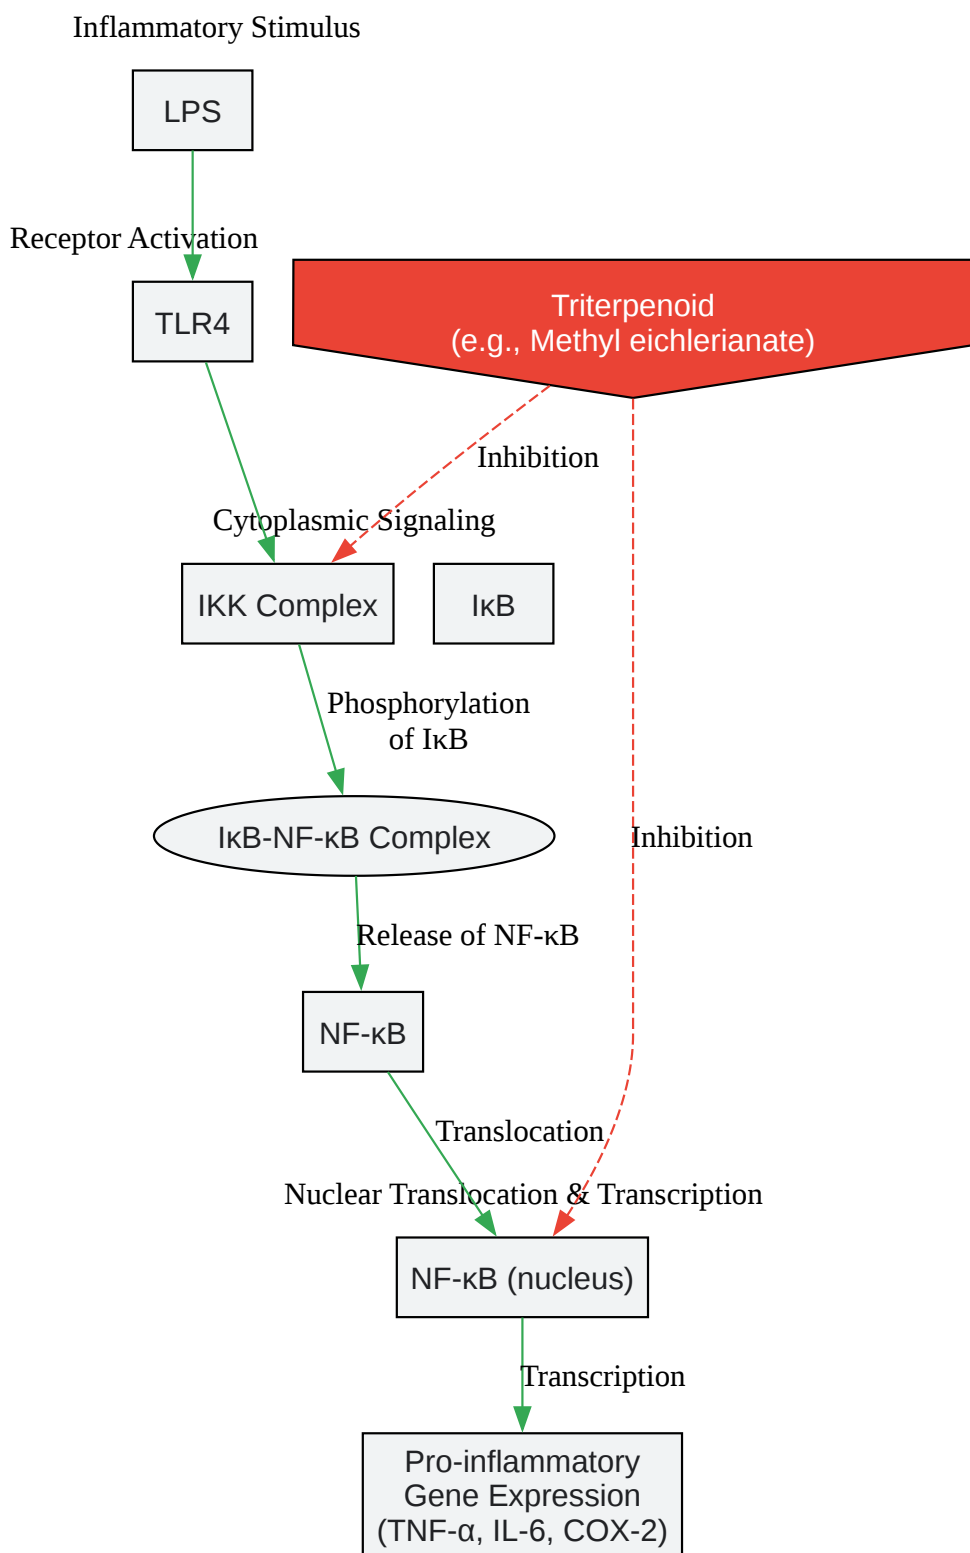 Inflammatory Stimulus
LPS
Receptor Activation
TLR4
Triterpenoid
(e.g., Methyl eichlerianate)
Inhibition
Cytoplasmic Signaling
IKK Complex
IκB
Phosphorylation
of IκB
IκB-NF-κB Complex
Inhibition
Release of NF-κB
NF-κB
Translocation
Nuclear Translocation & Transcription
NF-κB (nucleus)
Transcription
Pro-inflammatory
Gene Expression
(TNF-α, IL-6, COX-2)